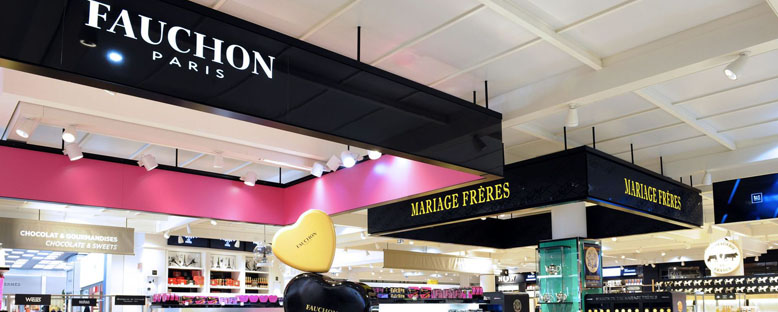 FAUCHON
PARIS
MARIAGE FRÈRES
MARIAGE FRÈRES
CHOCOLAT & GOURMANDISES
CHOCOLATE & SWEETS
FAUCHON
FAUCHON